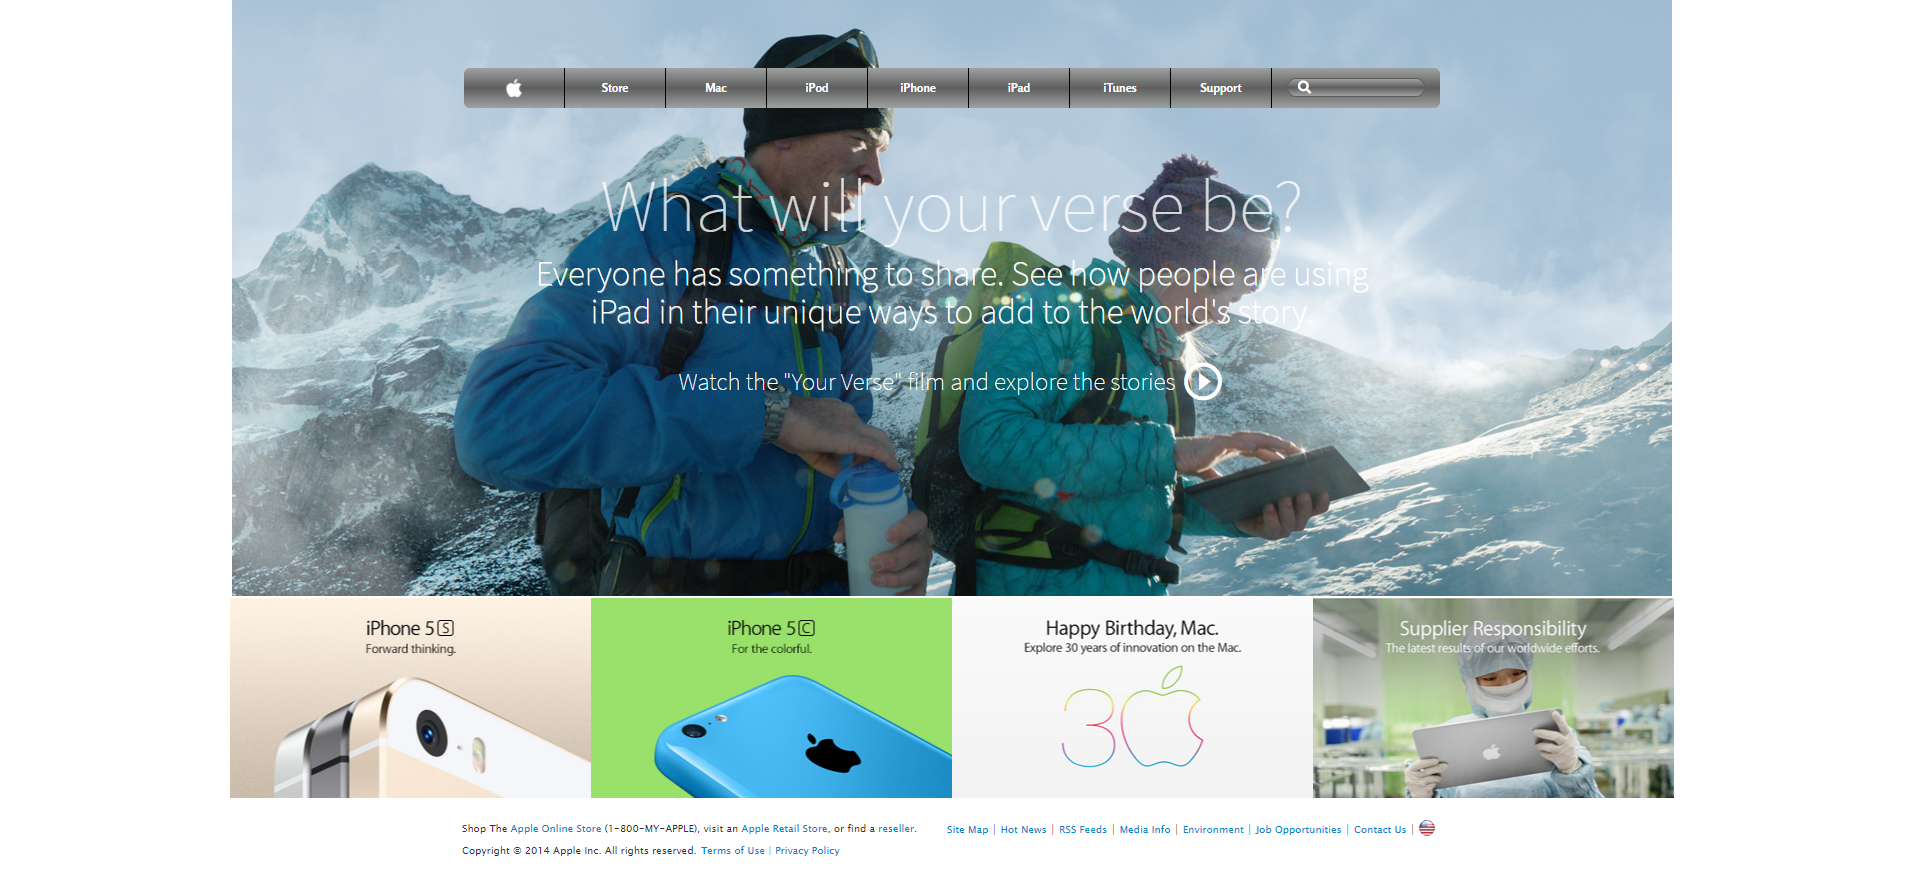 Store Mac iPod iPhone iPad iTunes Support
What will your verse be?
Everyone has something to share. See how people are using
iPad in their unique ways to add to the world's story.
Watch the "Your Verse" film and explore the stories
iPhone 5S
Forward thinking.
iPhone 5C
For the colorful.
Happy Birthday, Mac.
Explore 30 years of innovation on the Mac.
30
Supplier Responsibility
The latest results of our worldwide efforts.
Shop The Apple Online Store (1-800-MY-APPLE), visit an Apple Retail Store, or find a reseller.
Site Map | Hot News | RSS Feeds | Media Info | Environment | Job Opportunities | Contact Us |
Copyright © 2014 Apple Inc. All rights reserved. Terms of Use | Privacy Policy